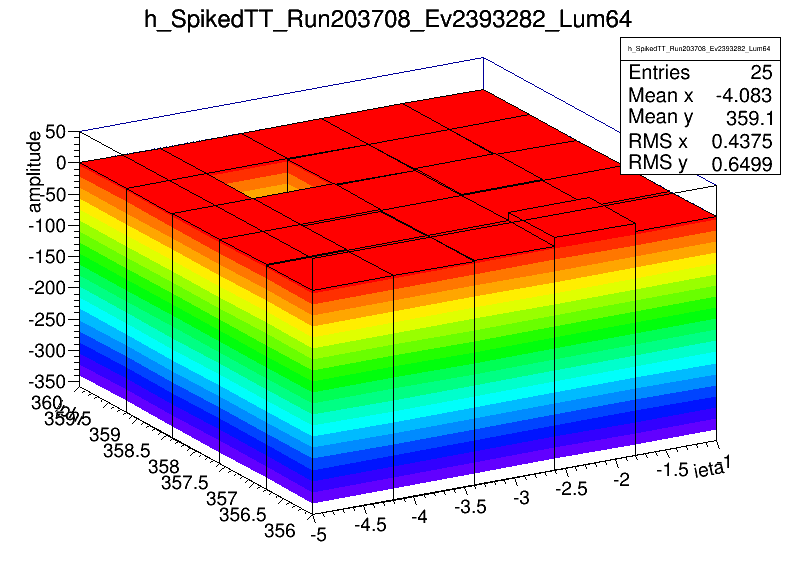 h_SpikedTT_Run203708_Ev2393282_Lum64
h_SpikedTT_Run203708_Ev2393282_Lum64
Entries 25
Mean x -4.083
Mean y 359.1
RMS x 0.4375
RMS y 0.6499
amplitude
50
0
-50
-100
-150
-200
-250
-300
-350
360
359.5
359
358.5
358
357.5
357
356.5
356
-5
-4.5
-4
-3.5
-3
-2.5
-2
-1.5
ieta